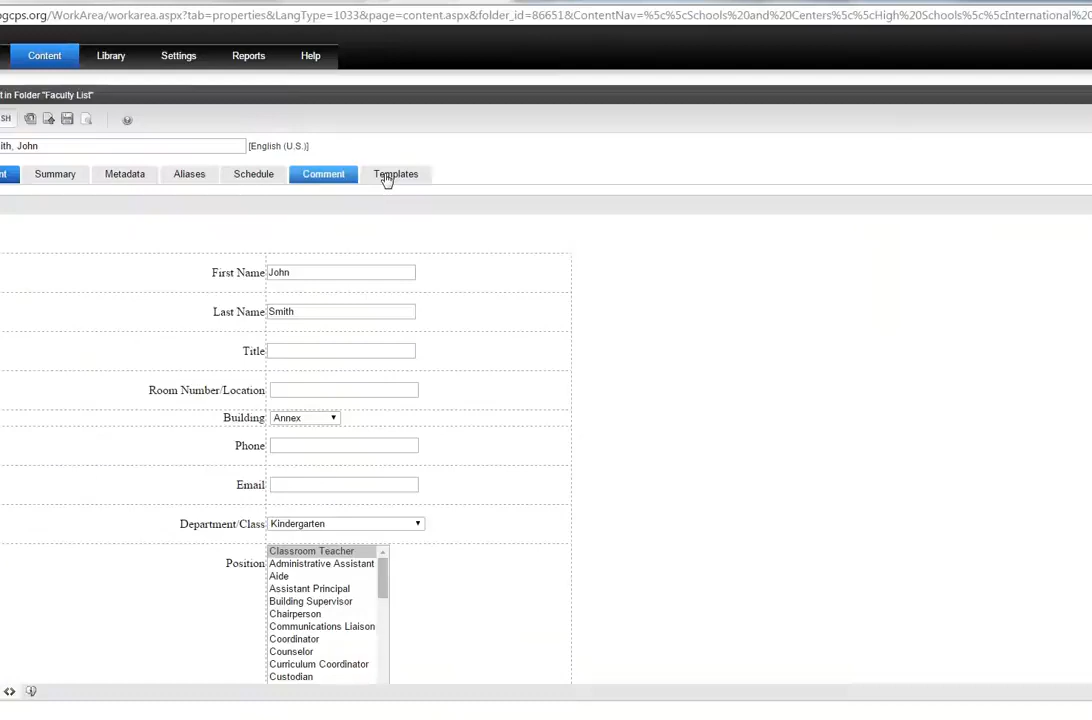 ogcps.org/WorkArea/workarea.aspx?tab=properties&LangType=1033&page=content.aspx&folder_id=86651&ContentNav=%5c%5cSchools%20and%20Centers%5c%5cHigh%20Schools%5c%5cInternational%20
Content Library Settings Reports Help
t in Folder "Faculty List"
SH
ith, John [English (U.S.)]
nt Summary Metadata Aliases Schedule Comment Templates
First Name John
Last Name Smith
Title
Room Number/Location
Building Annex
Phone
Email
Department/Class Kindergarten
Position Classroom Teacher
Administrative Assistant
Aide
Assistant Principal
Building Supervisor
Chairperson
Communications Liaison
Coordinator
Counselor
Curriculum Coordinator
Custodian